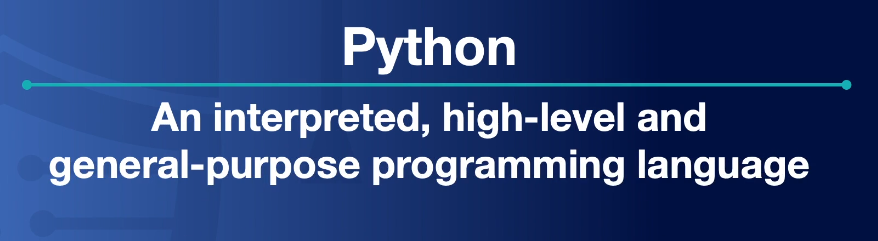 Python
An interpreted, high-level and
general-purpose programming language